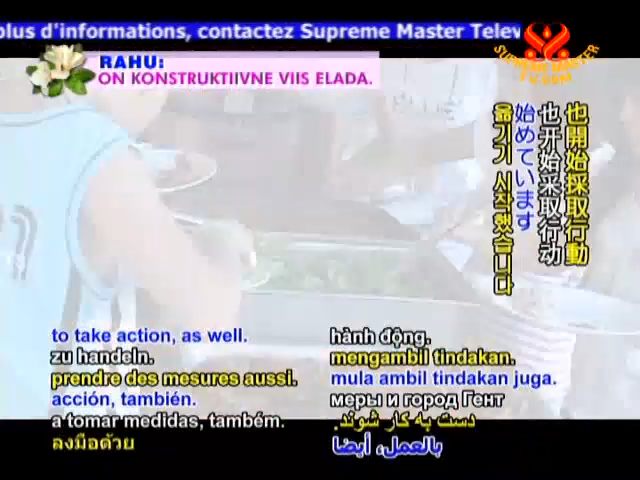 plus d'informations, contactez Supreme Master Telev
SUPREME MASTER
TV.COM
RAHU:
ON KONSTRUKTIIVNE VIIS ELADA.
也開始採取行動
也开始采取行动
始めています
옮기기 시작했습니다
to take action, as well.
zu handeln.
prendre des mesures aussi.
acción, también.
a tomar medidas, também.
ลงมือด้วย
hành động.
mengambil tindakan.
mula ambil tindakan juga.
меры и город Гент
دست به کار شوند.
بالعمل، أيضا